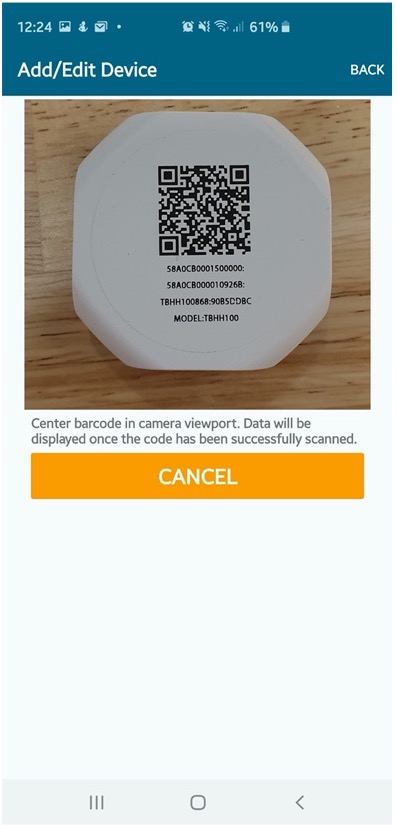 12:24 61%
Add/Edit Device BACK
58A0CB0001500000:
58A0CB000010926B:
TBHH100868:90B5DDBC
MODEL:TBHH100
Center barcode in camera viewport. Data will be
displayed once the code has been successfully scanned.
CANCEL